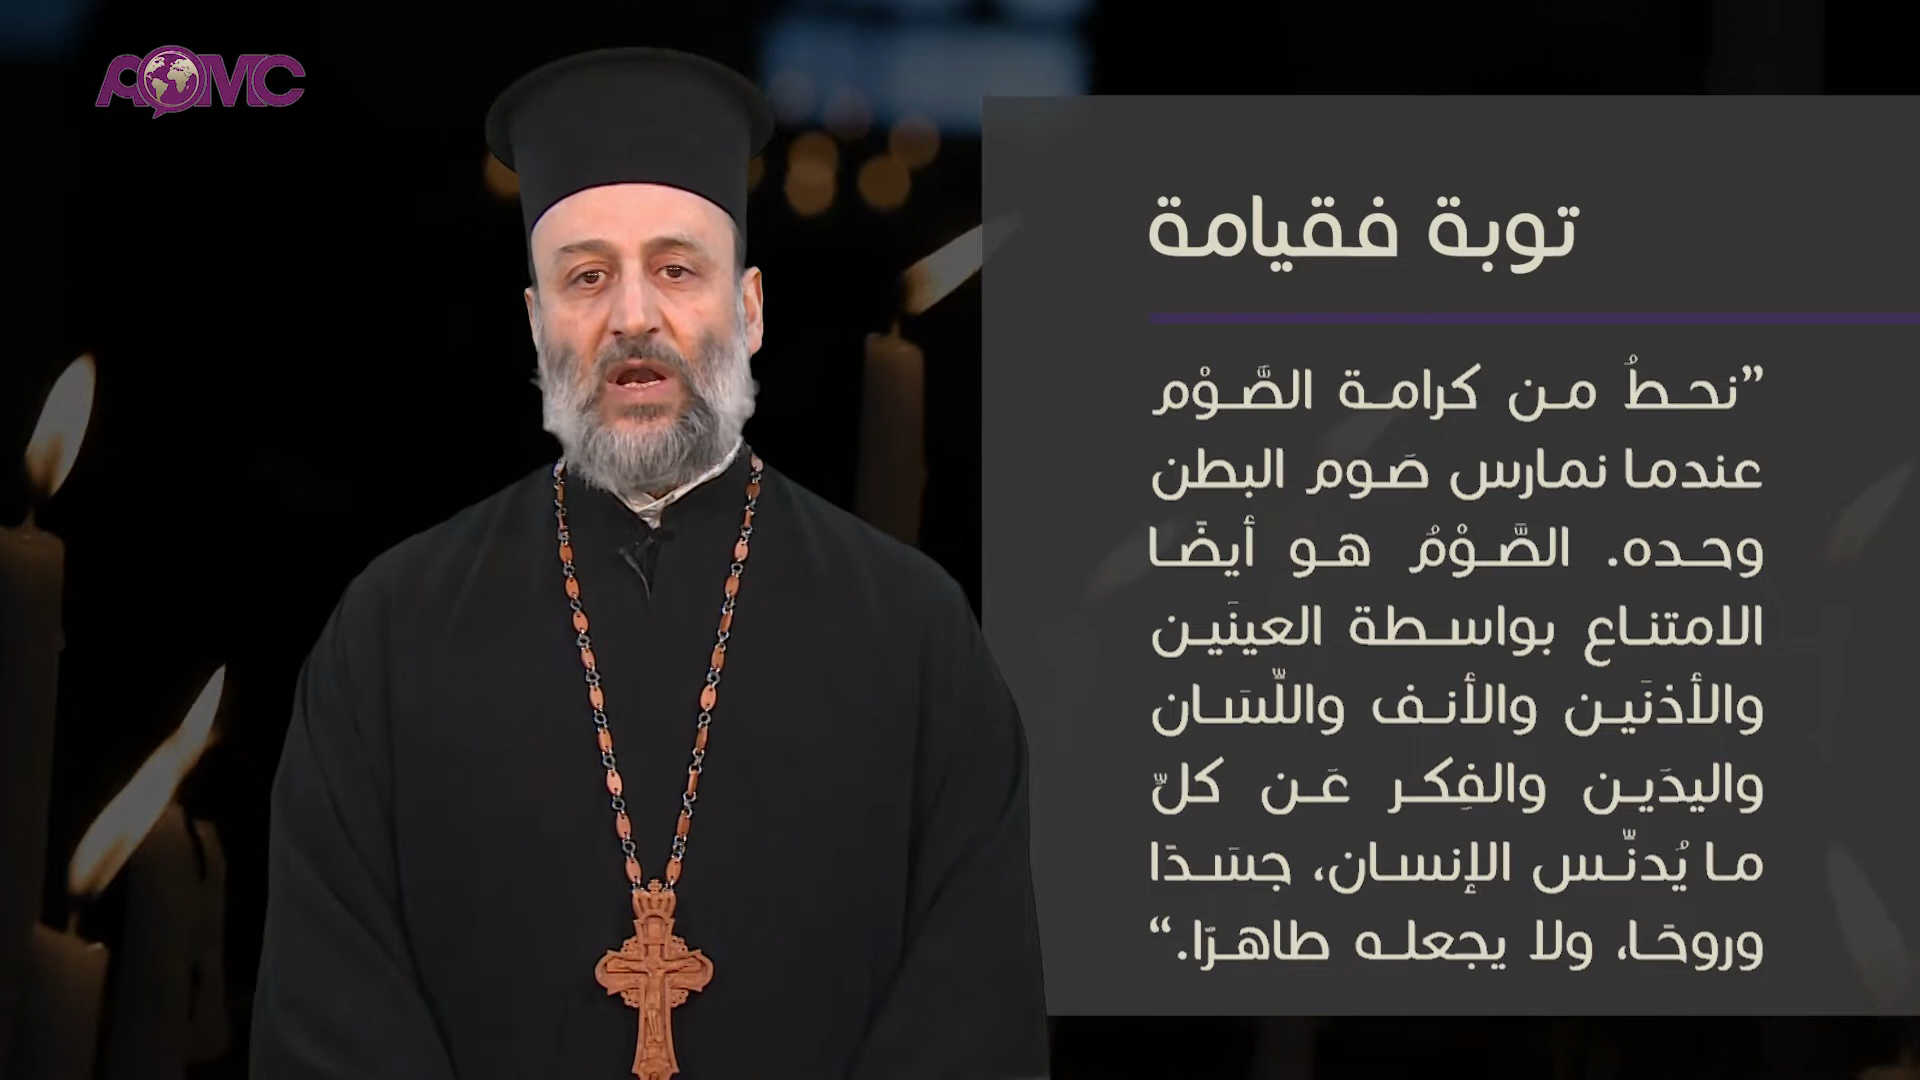 AOMC
توبة فقيامة
”نحطُ من كرامة الصَّوْم
عندما نمارس صَوم البطن
وحده. الصَّوْمُ هو أيضًا
الامتناع بواسطة العينَين
والأذنَين والأنف واللّسَان
واليدَين والفِكر عَن كلّ
ما يُدنّس الإنسان، جسَدًا
وروحًا، ولا يجعله طاهرًا.“